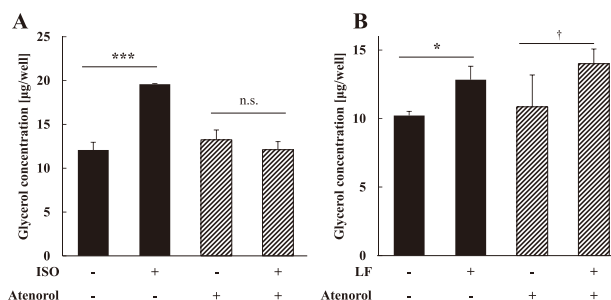 A
Glycerol concentration [µg/well]
25
20
15
10
5
0
***
n.s.
ISO - + - +
Atenorol - - + +
B
Glycerol concentration [µg/well]
15
10
5
0
*
†
LF - + - +
Atenorol - - + +